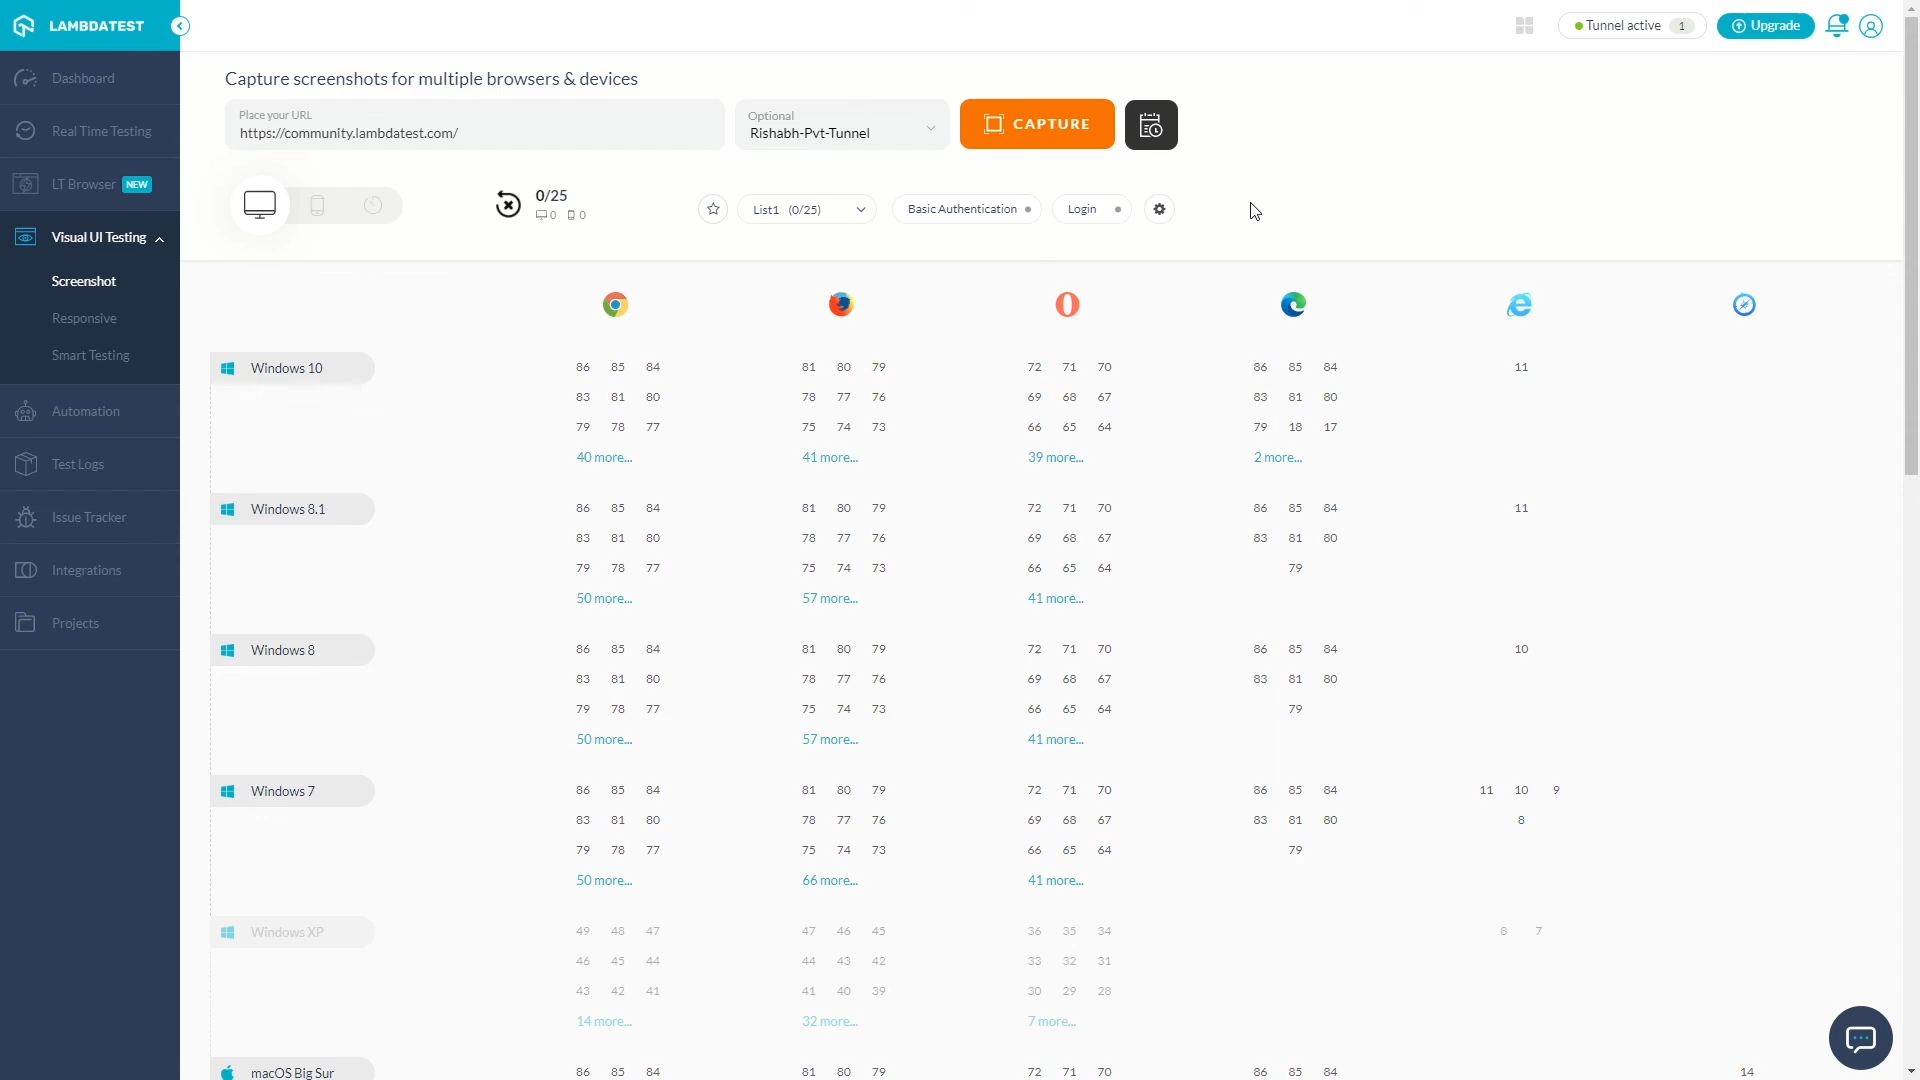 LAMBDATEST
Tunnel active 1
Upgrade
Dashboard
Real Time Testing
LT Browser NEW
Visual UI Testing
Screenshot
Responsive
Smart Testing
Automation
Test Logs
Issue Tracker
Integrations
Projects
Capture screenshots for multiple browsers & devices
Place your URL
https://community.lambdatest.com/
Optional
Rishabh-Pvt-Tunnel
CAPTURE
0/25
0 0
List1 (0/25)
Basic Authentication
Login
Windows 10
86 85 84 81 80 79 72 71 70 86 85 84 11
83 81 80 78 77 76 69 68 67 83 81 80
79 78 77 75 74 73 66 65 64 79 18 17
40 more... 41 more... 39 more... 2 more...
Windows 8.1
86 85 84 81 80 79 72 71 70 86 85 84 11
83 81 80 78 77 76 69 68 67 83 81 80
79 78 77 75 74 73 66 65 64 79
50 more... 57 more... 41 more...
Windows 8
86 85 84 81 80 79 72 71 70 86 85 84 10
83 81 80 78 77 76 69 68 67 83 81 80
79 78 77 75 74 73 66 65 64 79
50 more... 57 more... 41 more...
Windows 7
86 85 84 81 80 79 72 71 70 86 85 84 11 10 9
83 81 80 78 77 76 69 68 67 83 81 80 8
79 78 77 75 74 73 66 65 64 79
50 more... 66 more... 41 more...
Windows XP
49 48 47 47 46 45 36 35 34 8 7
46 45 44 44 43 42 33 32 31
43 42 41 41 40 39 30 29 28
14 more... 32 more... 7 more...
macOS Big Sur
86 85 84 81 80 79 72 71 70 86 85 84 14